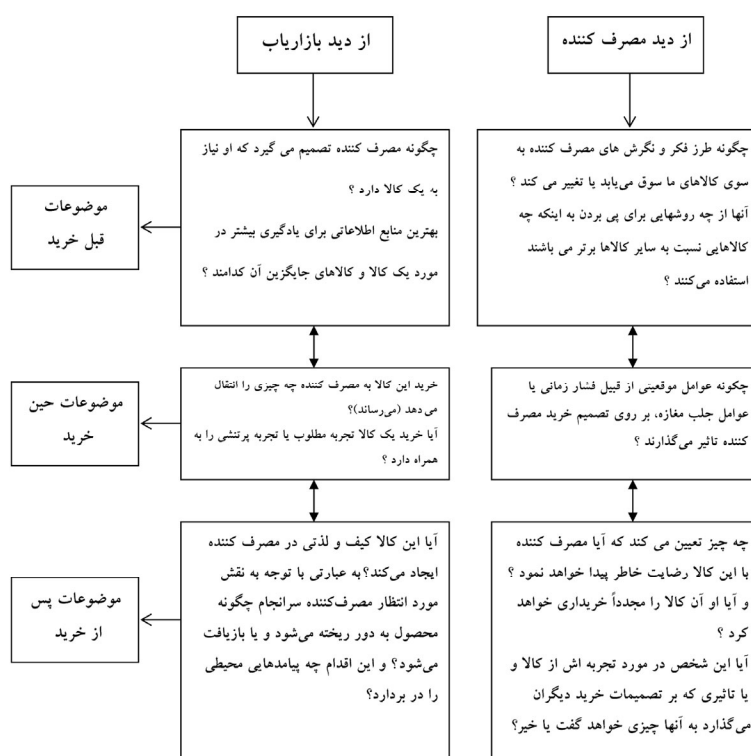 از دید مصرف کننده
از دید بازاریاب
چگونه طرز فکر و نگرش های مصرف کننده به
سوی کالاهای ما سوق می‌یابد یا تغییر می کند ؟
آنها از چه روشهایی برای پی بردن به اینکه چه
کالاهایی نسبت به سایر کالاها برتر می باشند
استفاده می‌کنند ؟
چگونه مصرف کننده تصمیم می گیرد که او نیاز
به یک کالا دارد ؟
بهترین منابع اطلاعاتی برای یادگیری بیشتر در
مورد یک کالا و کالاهای جایگزین آن کدامند ؟
موضوعات
قبل خرید
چکونه عوامل موقعیتی از قبیل فشار زمانی یا
عوامل جلب مغازه، بر روی تصمیم خرید مصرف
کننده تاثیر می‌گذارند ؟
خرید این کالا به مصرف کننده چه چیزی را انتقال
می دهد (می‌رساند)؟
آیا خرید یک کالا تجربه مطلوب یا تجربه پرتنشی را به
همراه دارد ؟
موضوعات حین
خرید
چه چیز تعیین می کند که آیا مصرف کننده
با این کالا رضایت خاطر پیدا خواهد نمود ؟
و آیا او آن کالا را مجدداً خریداری خواهد
کرد ؟
آیا این شخص در مورد تجربه اش از کالا و
یا تاثیری که بر تصمیمات خرید دیگران
می‌گذارد به آنها چیزی خواهد گفت یا خیر؟
آیا این کالا کیف و لذتی در مصرف کننده
ایجاد می‌کند؟ به عبارتی با توجه به نقش
مورد انتظار مصرف‌کننده سرانجام چگونه
محصول به دور ریخته می‌شود و یا بازیافت
می‌شود؟ و این اقدام چه پیامدهایی محیطی
را در بردارد؟
موضوعات پس
از خرید